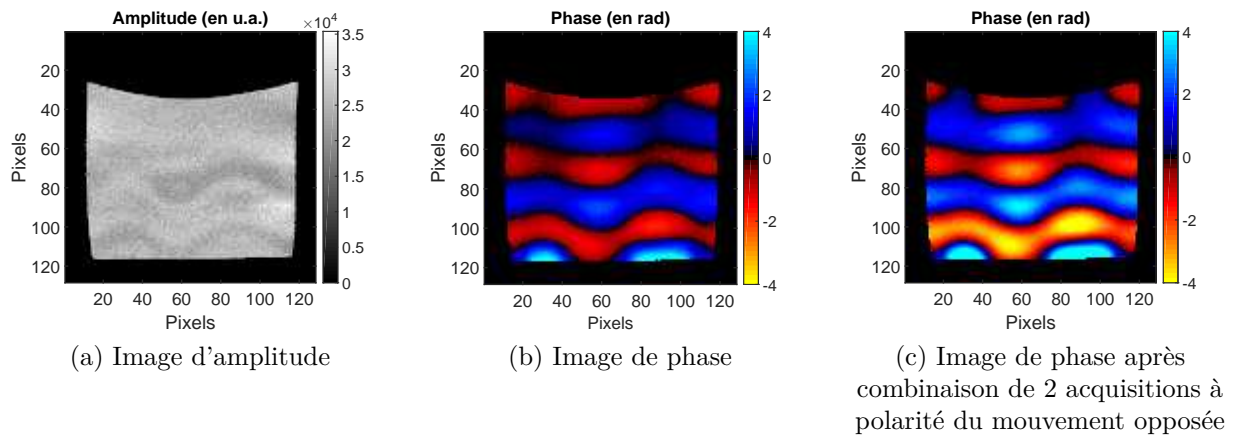 Amplitude (en u.a.)
×10⁴
3.5
3
2.5
2
1.5
1
0.5
0
20
40
60
80
100
120
Pixels
20 40 60 80 100 120
Pixels
(a) Image d'amplitude
Phase (en rad)
4
2
0
-2
-4
20
40
60
80
100
120
Pixels
20 40 60 80 100 120
Pixels
(b) Image de phase
Phase (en rad)
4
2
0
-2
-4
20
40
60
80
100
120
Pixels
20 40 60 80 100 120
Pixels
(c) Image de phase après
combinaison de 2 acquisitions à
polarité du mouvement opposée